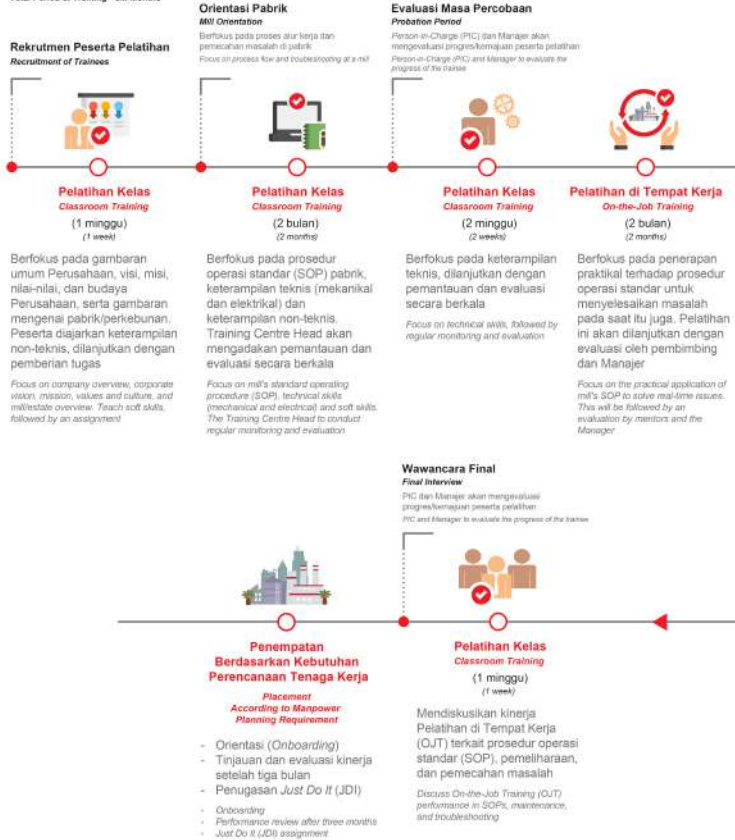 Orientasi Pabrik
Mill Orientation
Berfokus pada proses alur kerja dan
pemecahan masalah di pabrik
Focus on process flow and troubleshooting at a mill
Evaluasi Masa Percobaan
Probation Period
Person-in-Charge (PIC) dan Manajer akan
mengevaluasi progres/kemajuan peserta pelatihan
Person-in-Charge (PIC) and Manager to evaluate the
progress of the trainee
Rekrutmen Peserta Pelatihan
Recruitment of Trainees
Pelatihan Kelas
Classroom Training
(1 minggu)
(1 week)
Berfokus pada gambaran
umum Perusahaan, visi, misi,
nilai-nilai, dan budaya
Perusahaan, serta gambaran
mengenai pabrik/perkebunan.
Peserta diajarkan keterampilan
non-teknis, dilanjutkan dengan
pemberian tugas
Focus on company overview, corporate
vision, mission, values and culture, and
mill/estate overview. Teach soft skills,
followed by an assignment
Pelatihan Kelas
Classroom Training
(2 bulan)
(2 months)
Berfokus pada prosedur
operasi standar (SOP) pabrik,
keterampilan teknis (mekanikal
dan elektrikal) dan
keterampilan non-teknis.
Training Centre Head akan
mengadakan pemantauan dan
evaluasi secara berkala
Focus on mill's standard operating
procedure (SOP), technical skills
(mechanical and electrical) and soft skills.
The Training Centre Head to conduct
regular monitoring and evaluation
Pelatihan Kelas
Classroom Training
(2 minggu)
(2 weeks)
Berfokus pada keterampilan
teknis, dilanjutkan dengan
pemantauan dan evaluasi
secara berkala
Focus on technical skills, followed by
regular monitoring and evaluation
Pelatihan di Tempat Kerja
On-the-Job Training
(2 bulan)
(2 months)
Berfokus pada penerapan
praktikal terhadap prosedur
operasi standar untuk
menyelesaikan masalah
pada saat itu juga. Pelatihan
ini akan dilanjutkan dengan
evaluasi oleh pembimbing
dan Manajer
Focus on the practical application of
mill's SOP to solve real-time issues.
This will be followed by an
evaluation by mentors and the
Manager
Wawancara Final
Final Interview
PIC dan Manajer akan mengevaluasi
progres/kemajuan peserta pelatihan
PIC and Manager to evaluate the progress of the trainee
Penempatan
Berdasarkan Kebutuhan
Perencanaan Tenaga Kerja
Placement
According to Manpower
Planning Requirement
- Orientasi (Onboarding)
- Tinjauan dan evaluasi kinerja
setelah tiga bulan
- Penugasan Just Do It (JDI)
- Onboarding
- Performance review after three months
- Just Do It (JDI) assignment
Pelatihan Kelas
Classroom Training
(1 minggu)
(1 week)
Mendiskusikan kinerja
Pelatihan di Tempat Kerja
(OJT) terkait prosedur operasi
standar (SOP), pemeliharaan,
dan pemecahan masalah
Discuss On-the-Job Training (OJT)
performance in SOPs, maintenance,
and troubleshooting